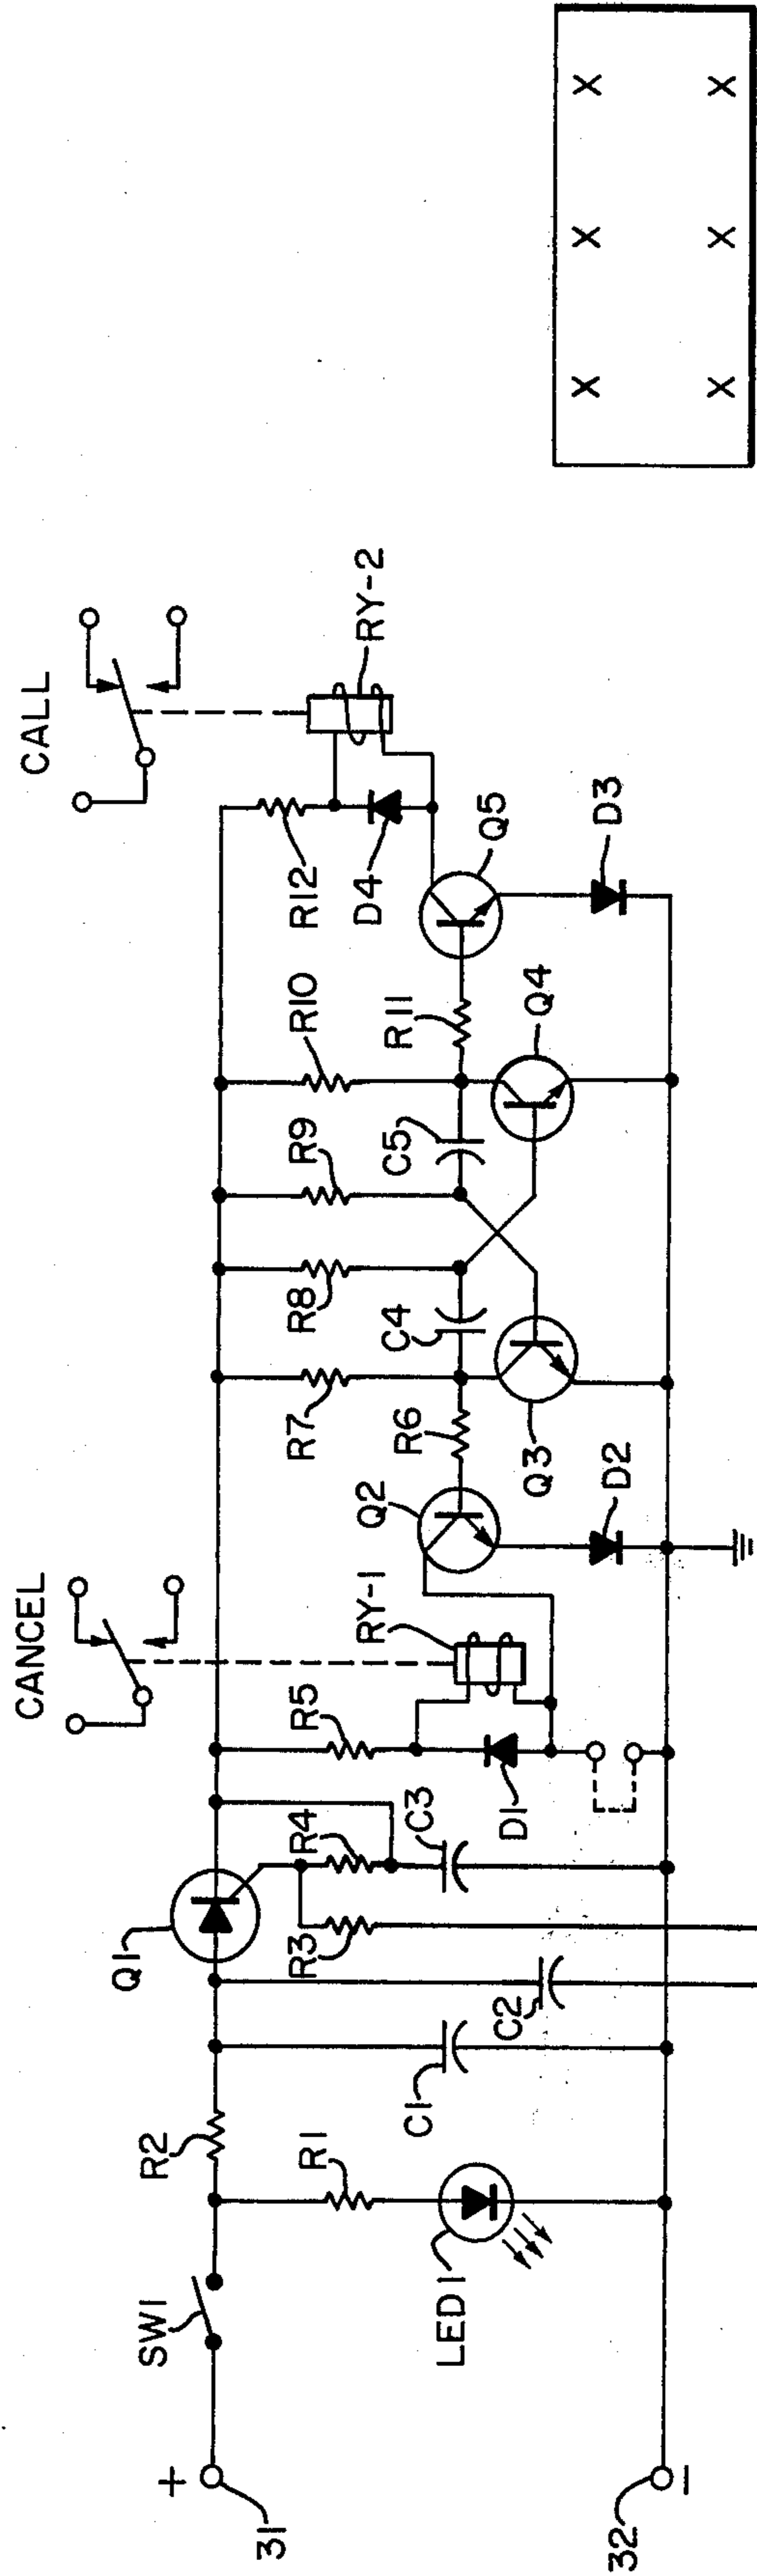 CANCEL
CALL
+
31
SW1
R2
R1
LED1
C1
C2
Q1
R3
R4
C3
R5
D1
RY-1
Q2
D2
R6
R7
Q3
C4
R8
R9
C5
R10
Q4
R11
Q5
D3
R12
D4
RY-2
32
−
X X X
X X X